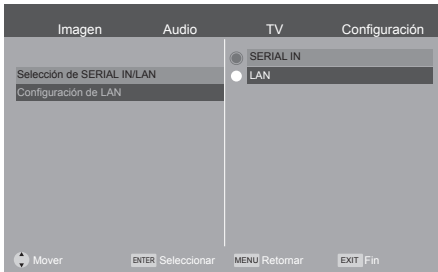 Imagen Audio TV Configuración
SERIAL IN
Selección de SERIAL IN/LAN
LAN
Configuración de LAN
Mover ENTER Seleccionar MENU Retornar EXIT Fin